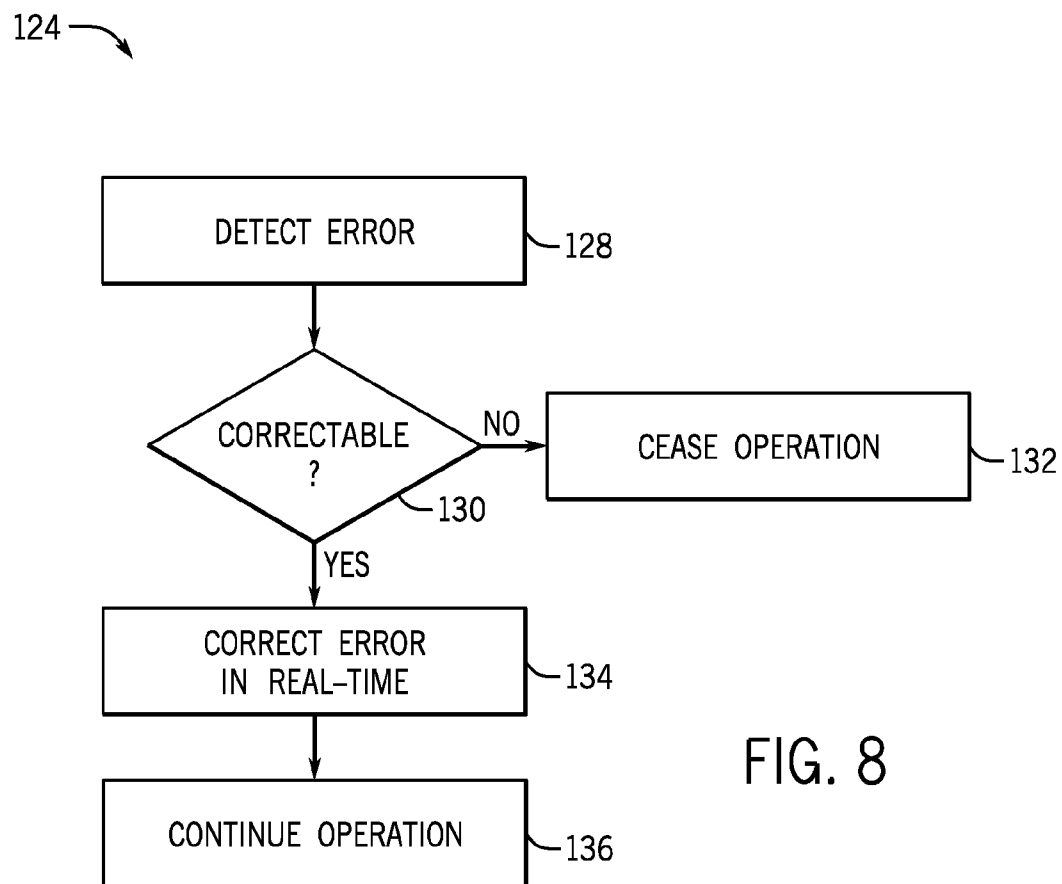 124
DETECT ERROR
128
CORRECTABLE
?
NO
130
CEASE OPERATION
132
YES
CORRECT ERROR
IN REAL-TIME
134
CONTINUE OPERATION
136
FIG. 8